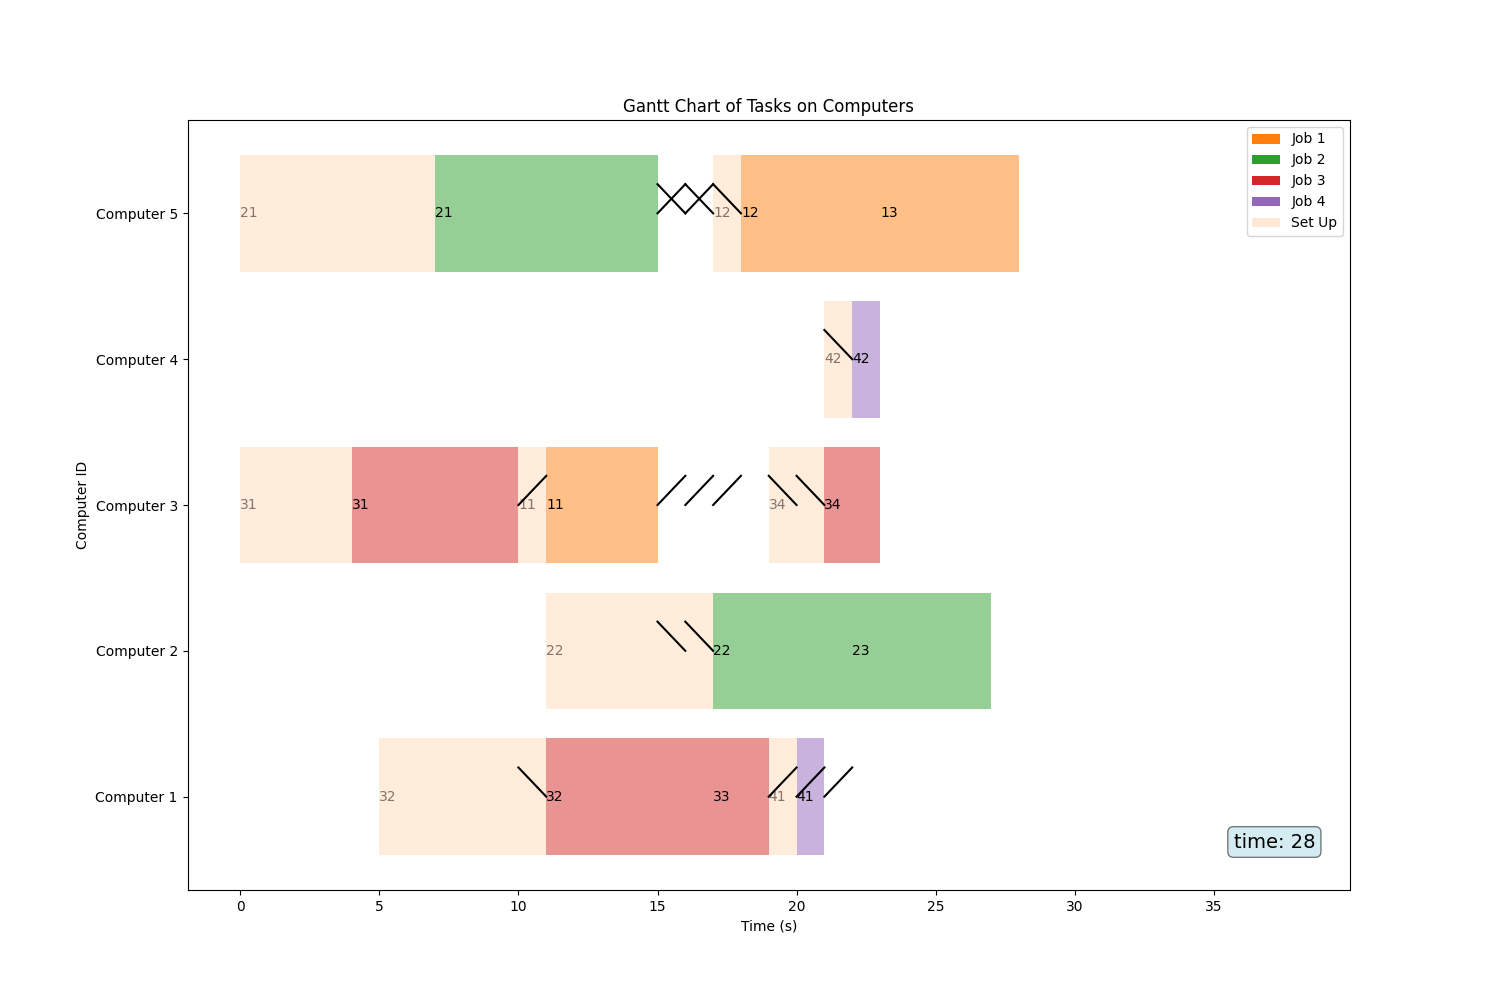 Gantt Chart of Tasks on Computers
Job 1
Job 2
Job 3
Job 4
Set Up
Computer 5
21
21
12
12
13
Computer 4
42
42
Computer 3
31
31
11
11
34
34
Computer 2
22
22
23
Computer 1
32
32
33
41
41
Computer ID
time: 28
0
5
10
15
20
25
30
35
Time (s)